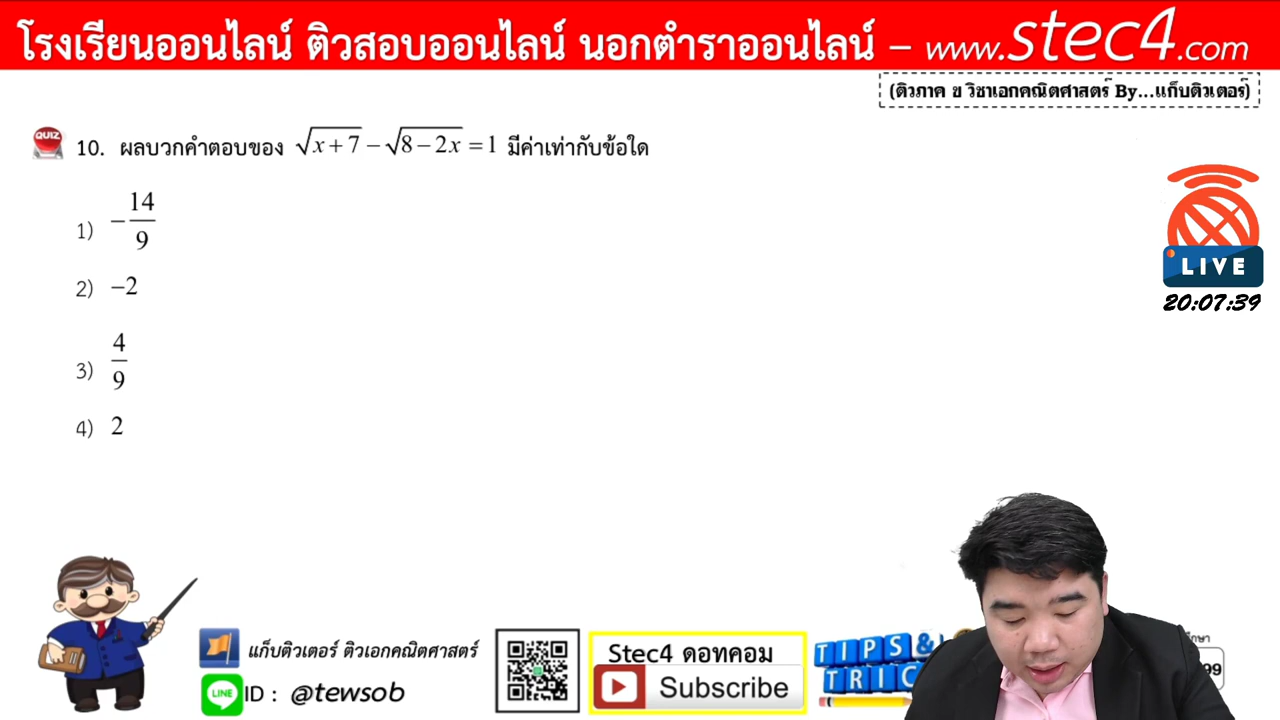 โรงเรียนออนไลน์ ติวสอบออนไลน์ นอกตำราออนไลน์ – www.stec4.com
(ติวภาค ข วิชาเอกคณิตศาสตร์ By...แก็บติวเตอร์)
QUIZ
10. ผลบวกคำตอบของ √(x+7) − √(8−2x) = 1 มีค่าเท่ากับข้อใด
1) −14/9
2) −2
3) 4/9
4) 2
LIVE
20:07:39
แก็บติวเตอร์ ติวเอกคณิตศาสตร์
LINE ID : @tewsob
Stec4 ดอทคอม
Subscribe
TIPS &